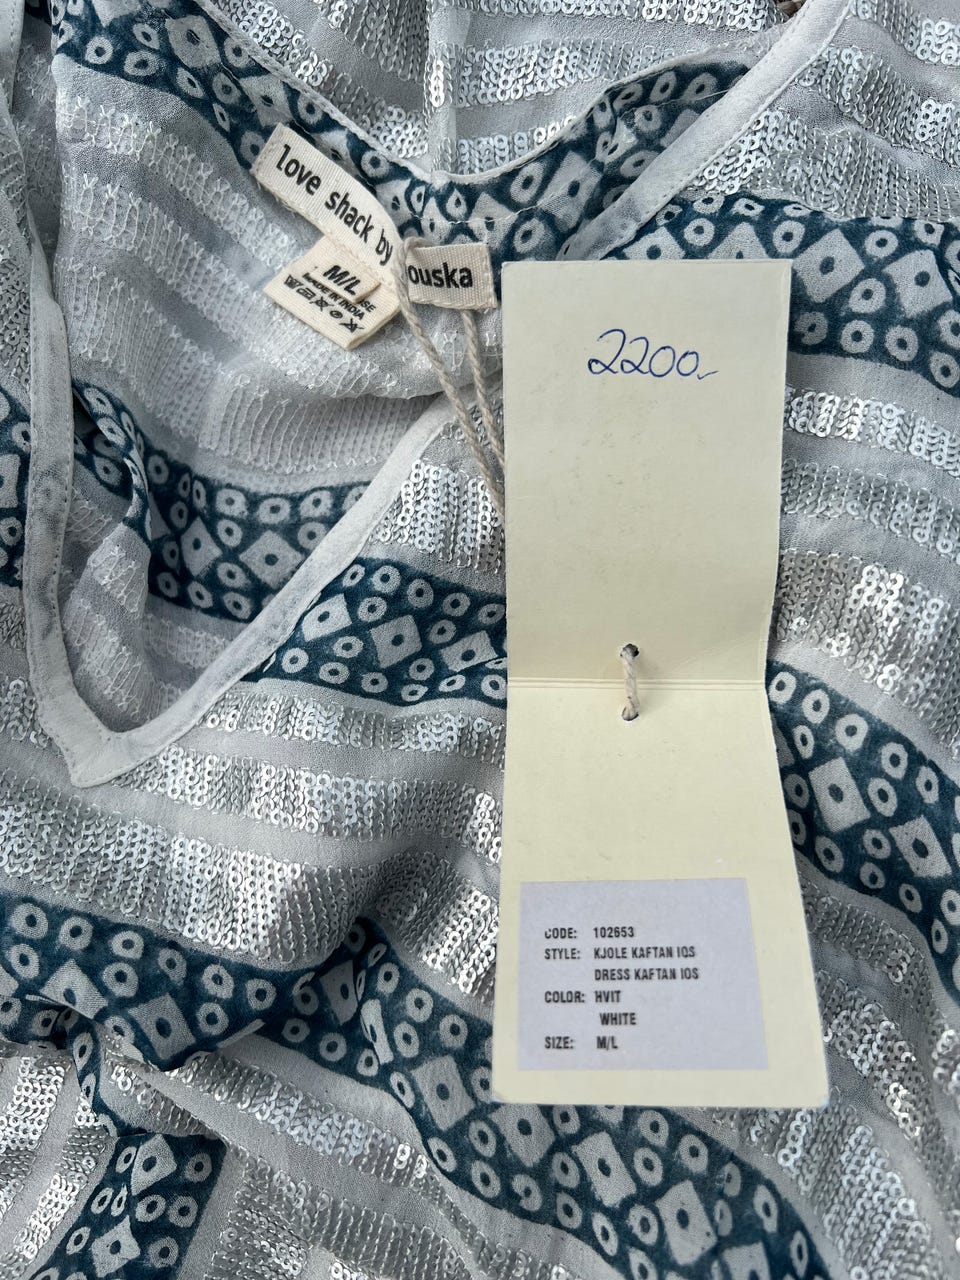 love shack by
ouska
M/L
MADE IN INDIA
2200,-
CODE: 102653
STYLE: KJOLE KAFTAN IOS
DRESS KAFTAN IOS
COLOR: HVIT
WHITE
SIZE: M/L